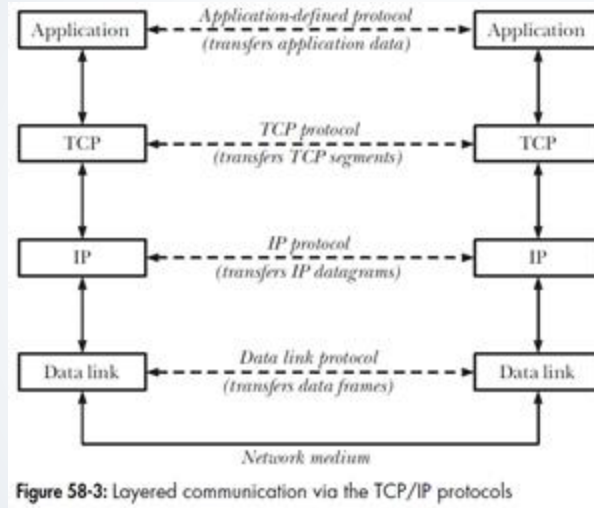 Application
Application-defined protocol
(transfers application data)
Application
TCP
TCP protocol
(transfers TCP segments)
TCP
IP
IP protocol
(transfers IP datagrams)
IP
Data link
Data link protocol
(transfers data frames)
Data link
Network medium
Figure 58-3: Layered communication via the TCP/IP protocols